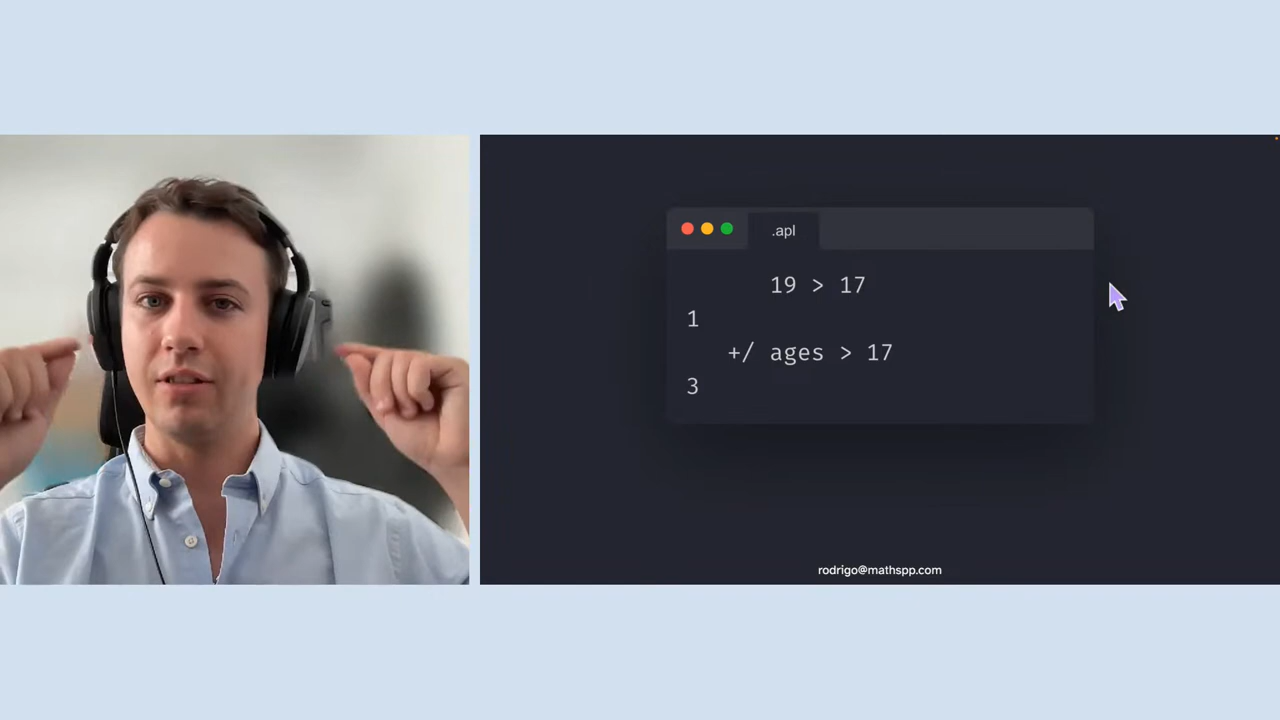 .apl
19 > 17
1
+/ ages > 17
3
rodrigo@mathspp.com